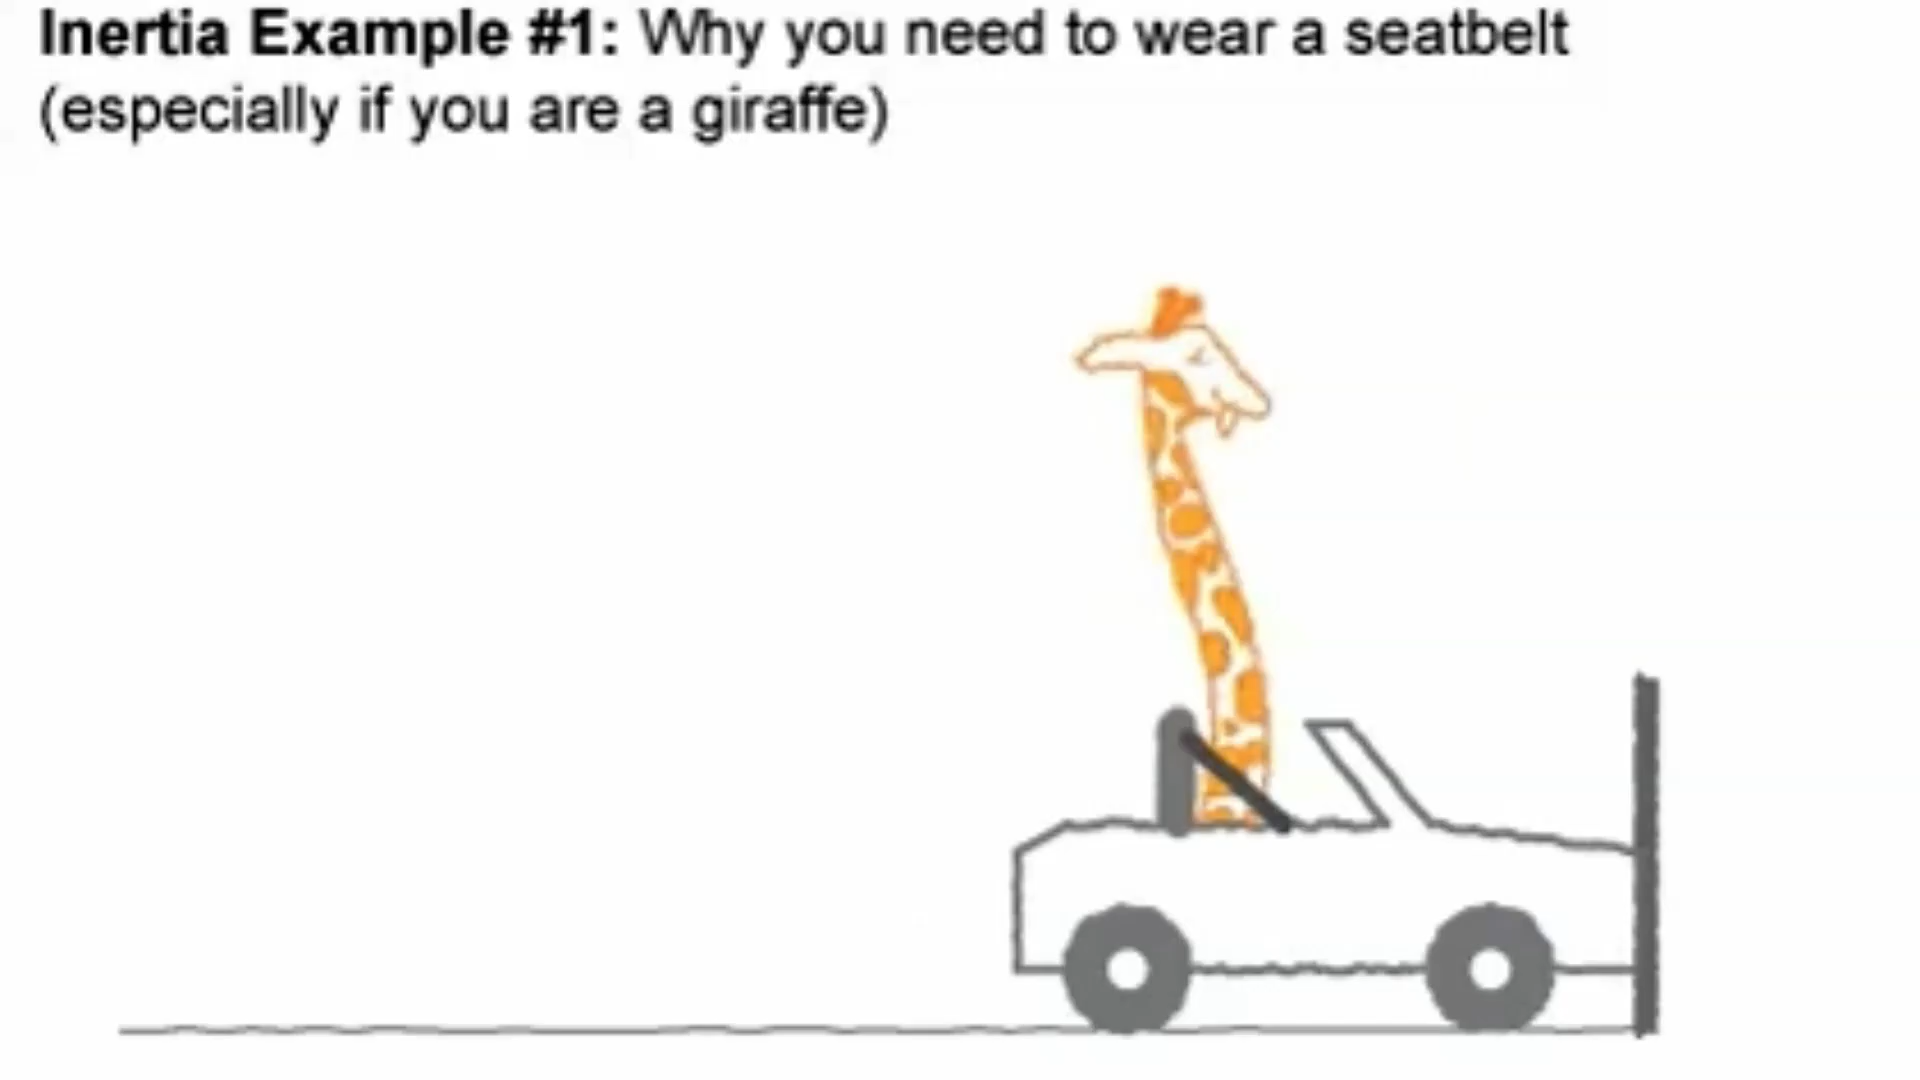 Inertia Example #1: Why you need to wear a seatbelt
(especially if you are a giraffe)